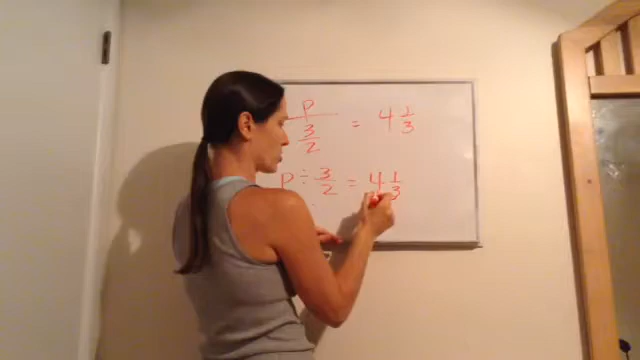 p / (3/2) = 4 1/3
p ÷ 3/2 = 4 1/3